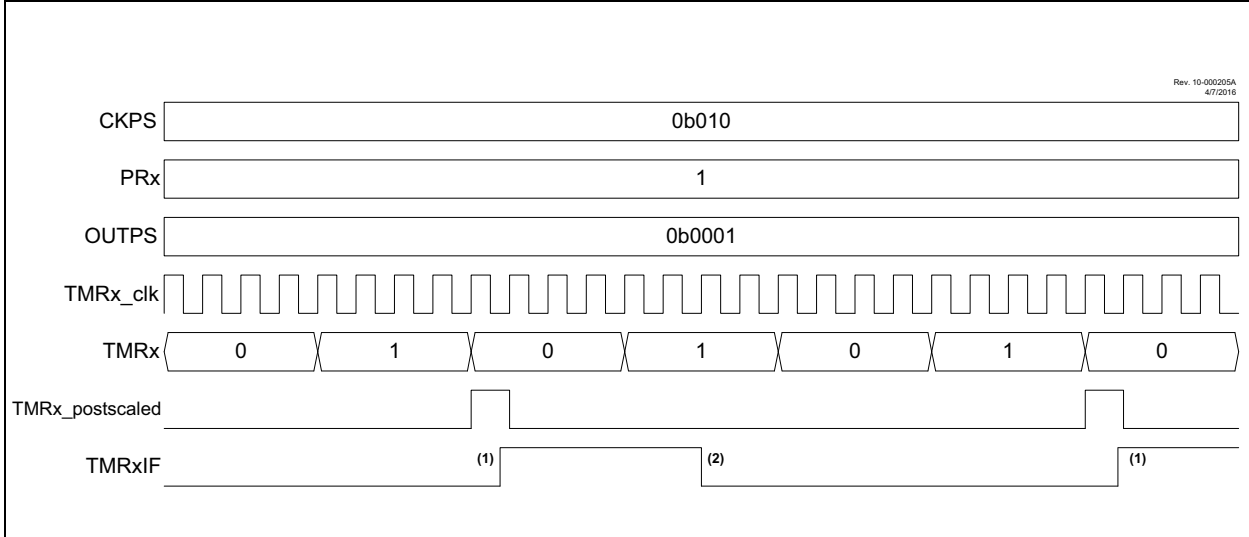 Rev. 10-000205A
4/7/2016
CKPS 0b010
PRx 1
OUTPS 0b0001
TMRx_clk
TMRx 0 1 0 1 0 1 0
TMRx_postscaled
TMRxIF (1) (2) (1)